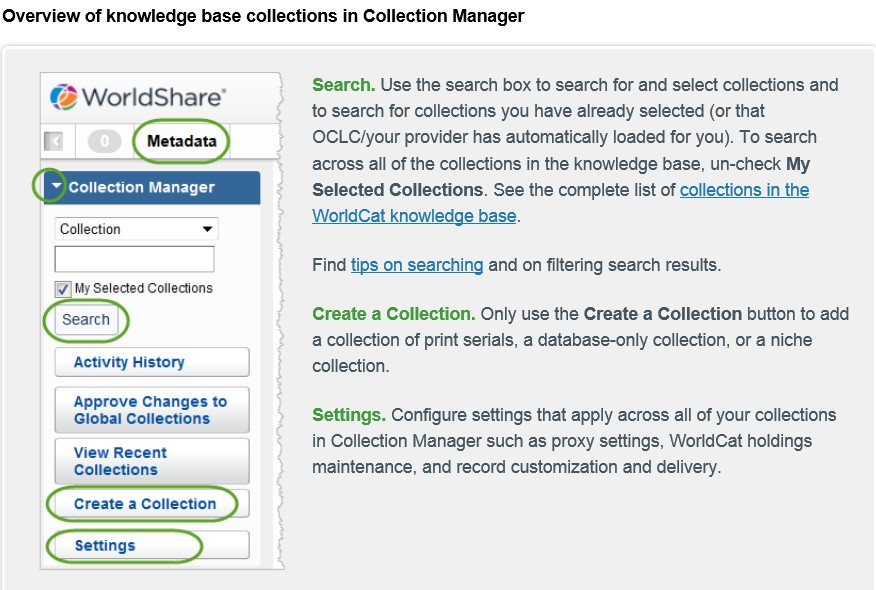 Overview of knowledge base collections in Collection Manager
WorldShare®
0
Metadata
Collection Manager
Collection
My Selected Collections
Search
Activity History
Approve Changes to
Global Collections
View Recent
Collections
Create a Collection
Settings
Search. Use the search box to search for and select collections and
to search for collections you have already selected (or that
OCLC/your provider has automatically loaded for you). To search
across all of the collections in the knowledge base, un-check My
Selected Collections. See the complete list of collections in the
WorldCat knowledge base.
Find tips on searching and on filtering search results.
Create a Collection. Only use the Create a Collection button to add
a collection of print serials, a database-only collection, or a niche
collection.
Settings. Configure settings that apply across all of your collections
in Collection Manager such as proxy settings, WorldCat holdings
maintenance, and record customization and delivery.